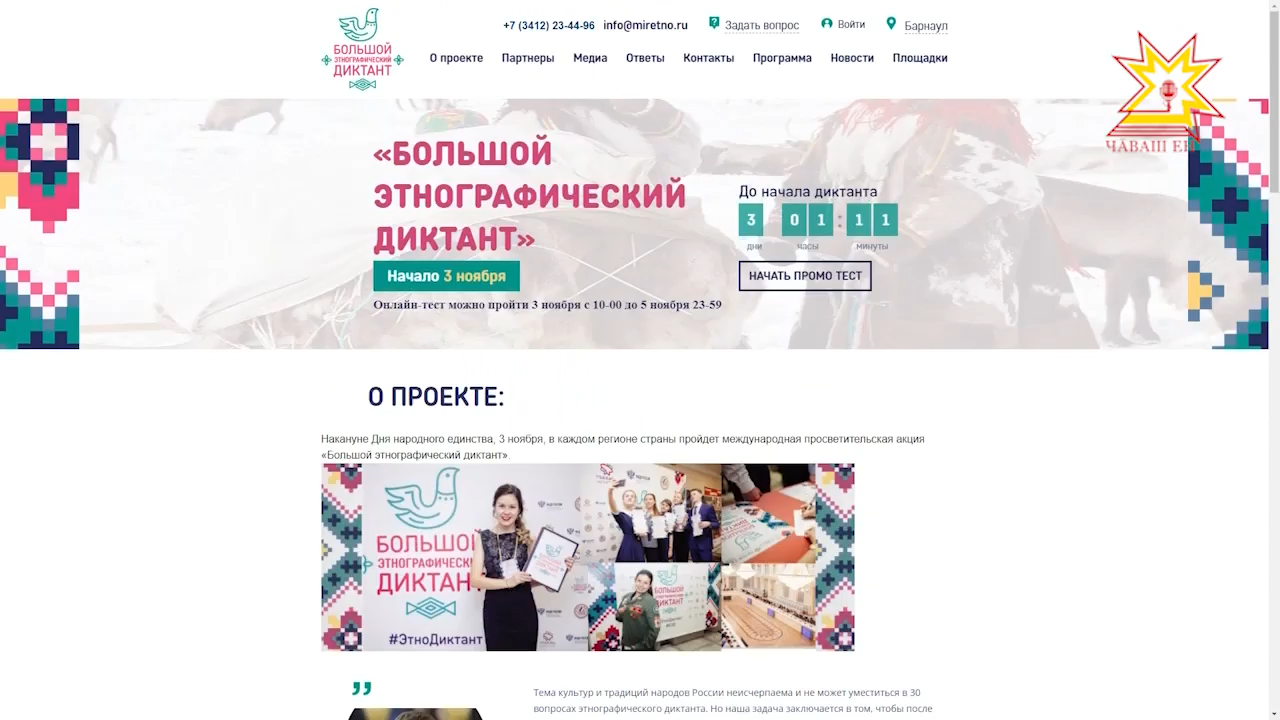 БОЛЬШОЙ
ЭТНОГРАФИЧЕСКИЙ
ДИКТАНТ
+7 (3412) 23-44-96 info@miretno.ru Задать вопрос Войти Барнаул
О проекте Партнеры Медиа Ответы Контакты Программа Новости Площадки
ЧӐВАШ ЕН
«БОЛЬШОЙ
ЭТНОГРАФИЧЕСКИЙ
ДИКТАНТ»
Начало 3 ноября
Онлайн-тест можно пройти 3 ноября с 10-00 до 5 ноября 23-59
До начала диктанта
3 01:11
дни часы минуты
НАЧАТЬ ПРОМО ТЕСТ
О ПРОЕКТЕ:
Накануне Дня народного единства, 3 ноября, в каждом регионе страны пройдет международная просветительская акция
«Большой этнографический диктант».
БОЛЬШОЙ
ЭТНОГРАФИЧЕСКИЙ
ДИКТАНТ
#ЭтноДиктант
БОЛЬШОЙ
ДИКТАНТ
Тема культур и традиций народов России неисчерпаема и не может уместиться в 30
вопросах этнографического диктанта. Но наша задача заключается в том, чтобы после